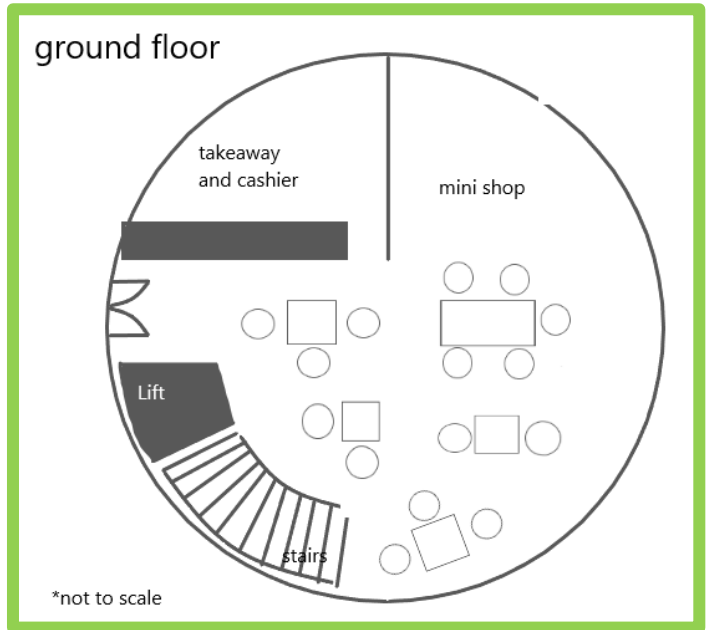 ground floor
takeaway
and cashier
mini shop
Lift
stairs
*not to scale